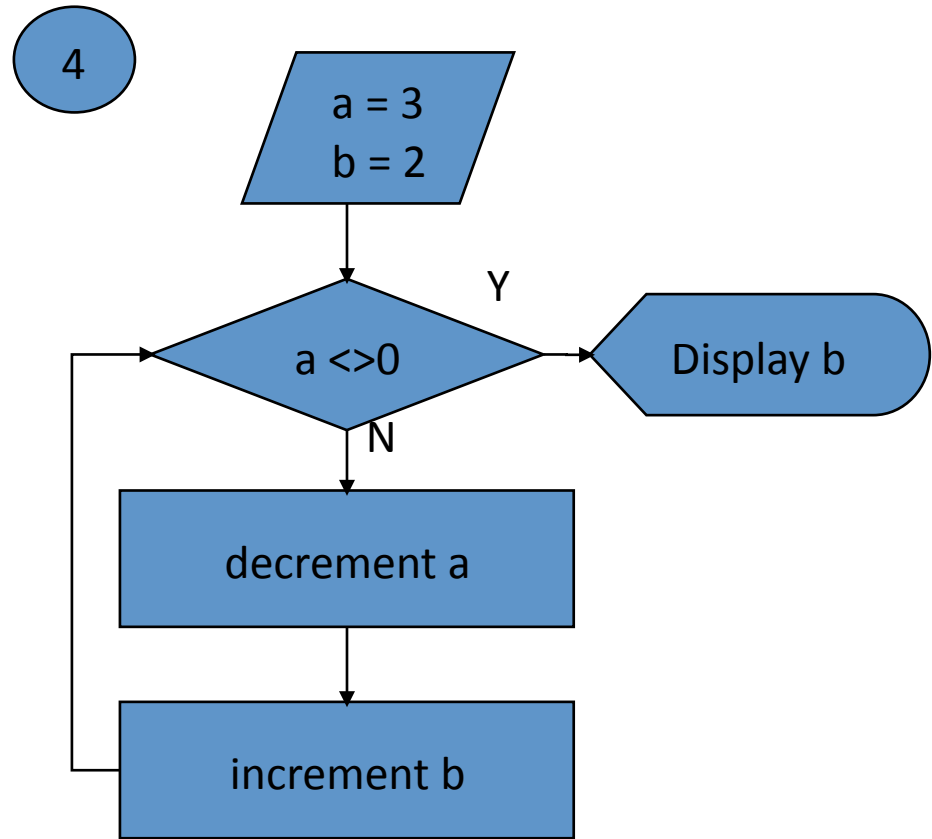 4
a = 3
b = 2
Y
a <>0
Display b
N
decrement a
increment b